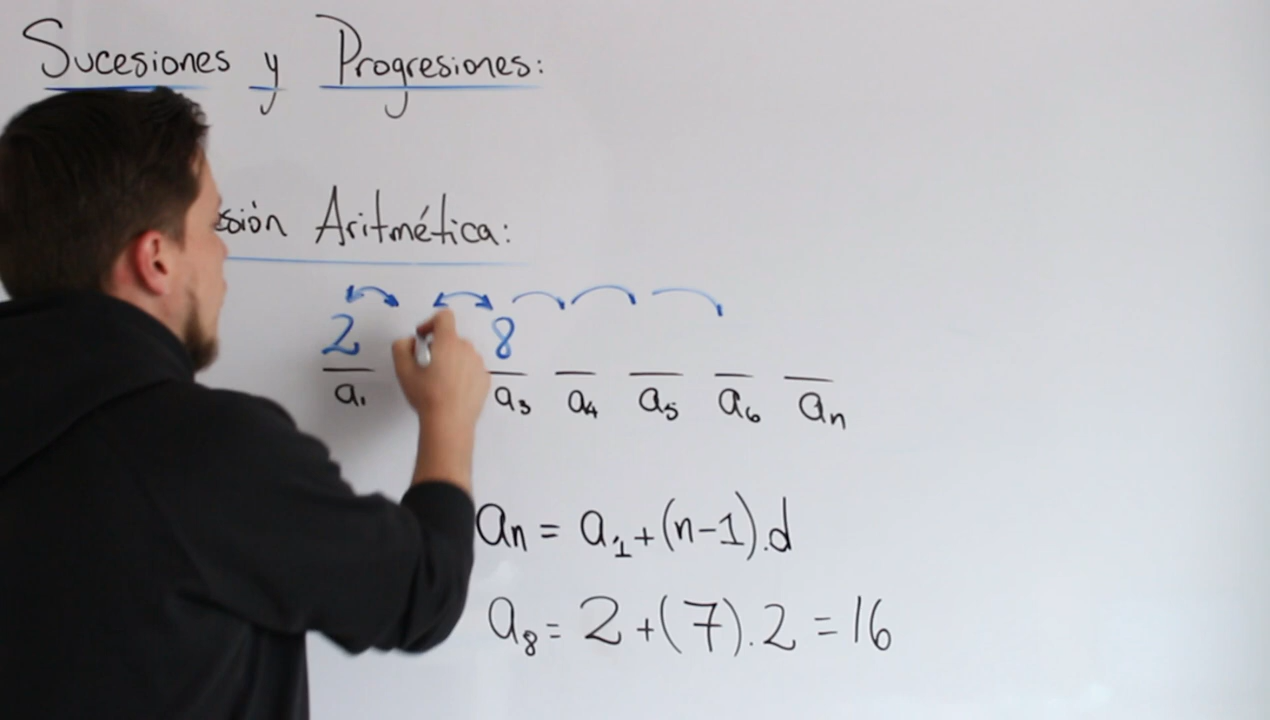 Sucesiones y Progresiones:
Aritmética:
2 8
a₁ a₃ a₄ a₅ a₆ aₙ
aₙ = a₁+(n-1).d
a₈= 2+(7).2 =16